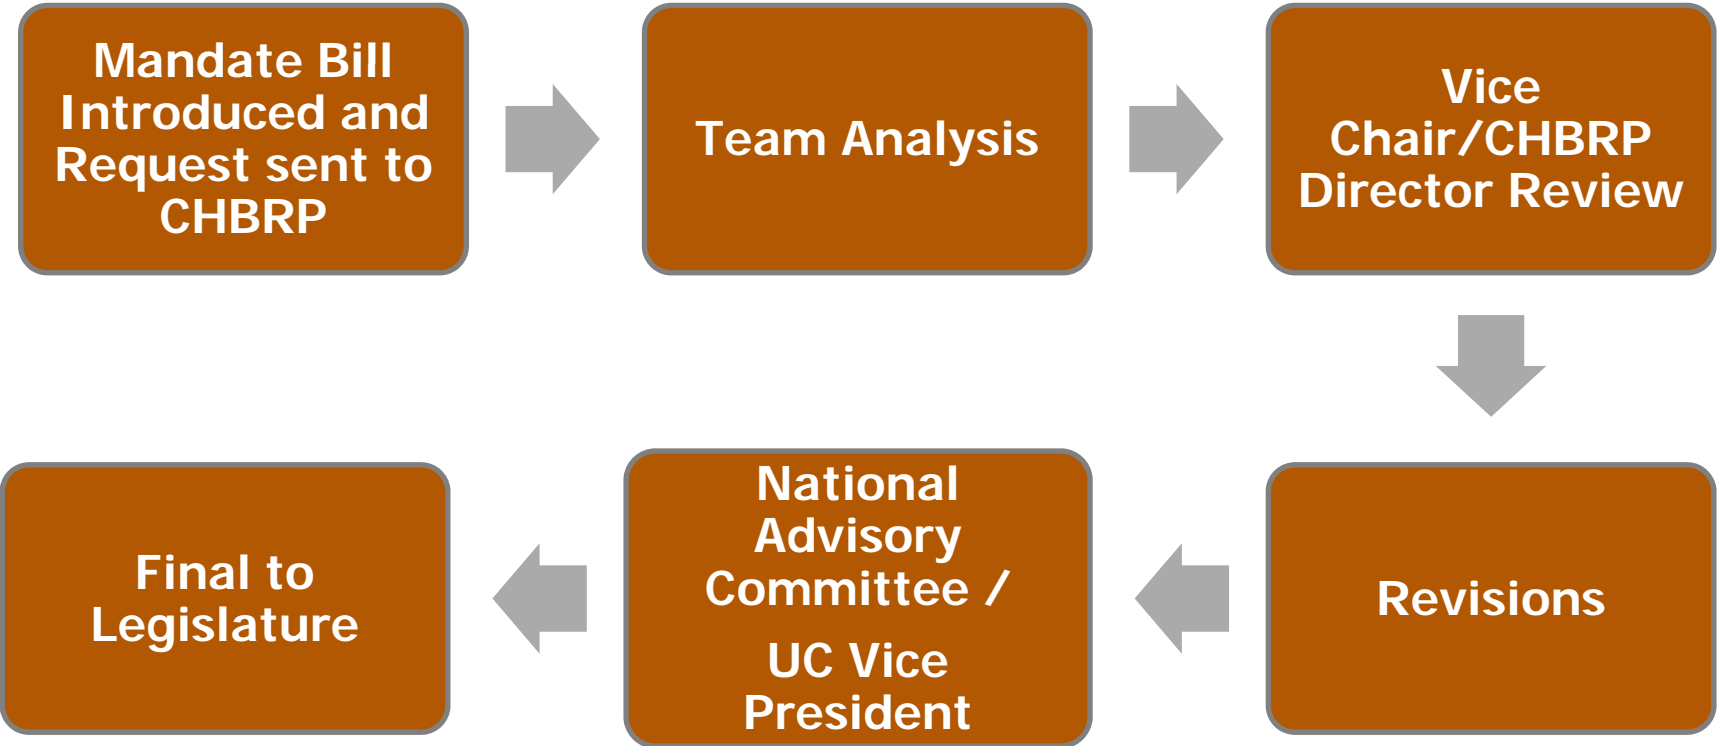 Mandate Bill
Introduced and
Request sent to
CHBRP
Team Analysis
Vice
Chair/CHBRP
Director Review
Revisions
National
Advisory
Committee /
UC Vice
President
Final to
Legislature